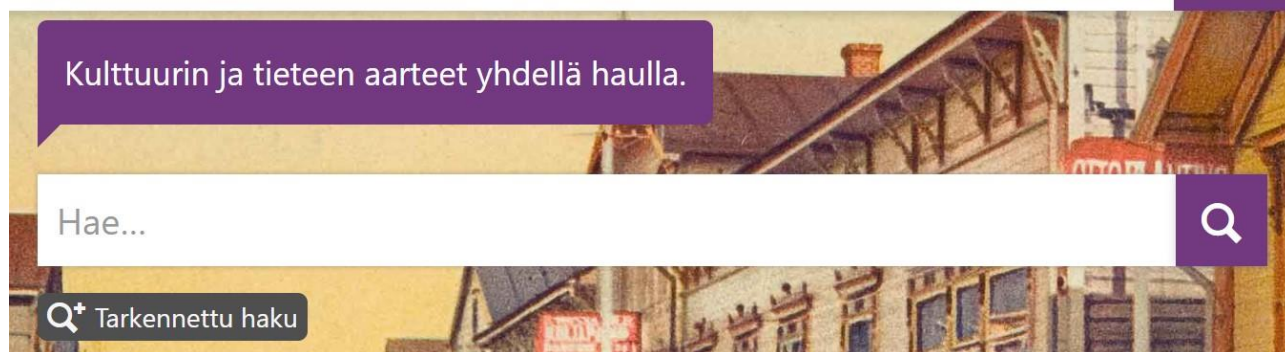 Kulttuurin ja tieteen aarteet yhdellä haulla.
Hae...
Tarkennettu haku